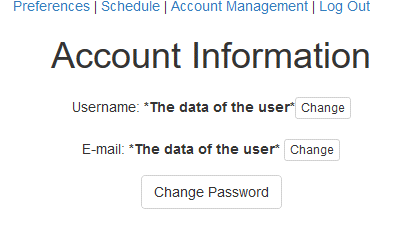 Preferences | Schedule | Account Management | Log Out
Account Information
Username: *The data of the user* Change
E-mail: *The data of the user* Change
Change Password